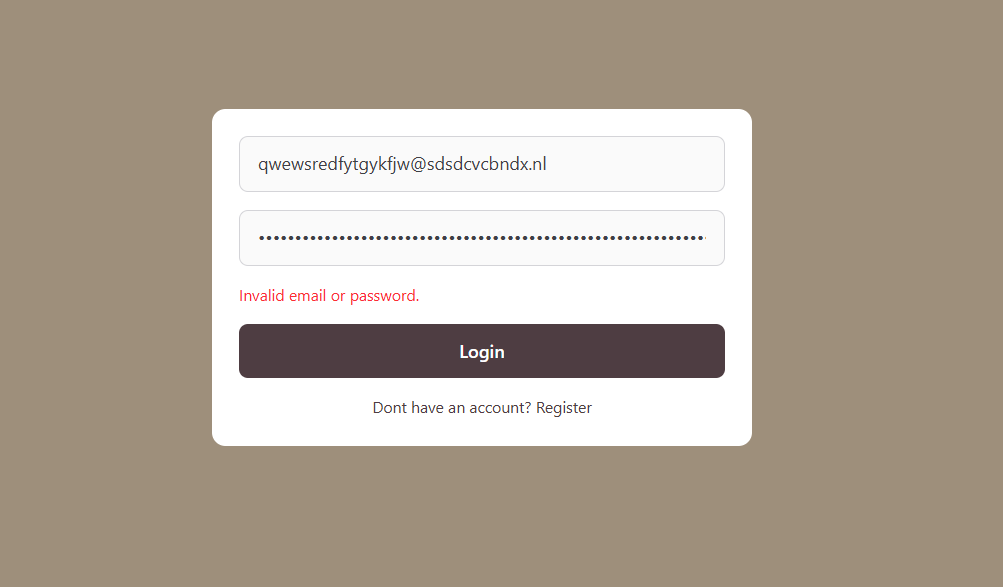 qwewsredfytgykfjw@sdsdcvcbndx.nl
Invalid email or password.
Login
Dont have an account? Register